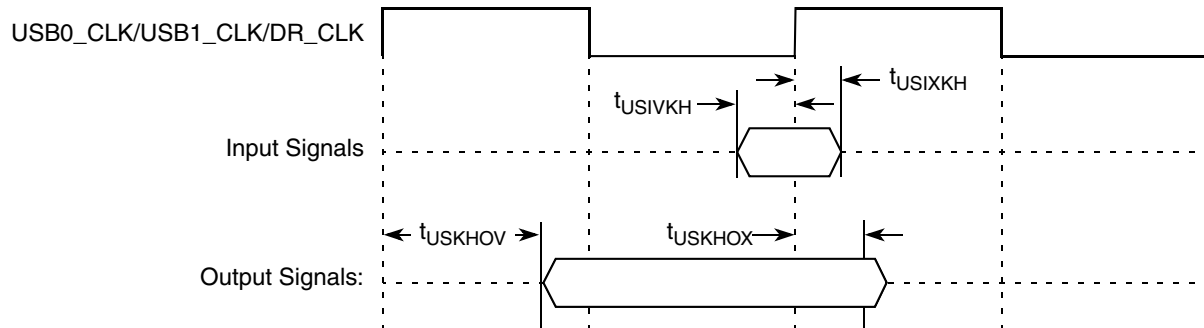 USB0_CLK/USB1_CLK/DR_CLK
tUSIXKH
tUSIVKH
Input Signals
tUSKHOV
tUSKHOX
Output Signals: